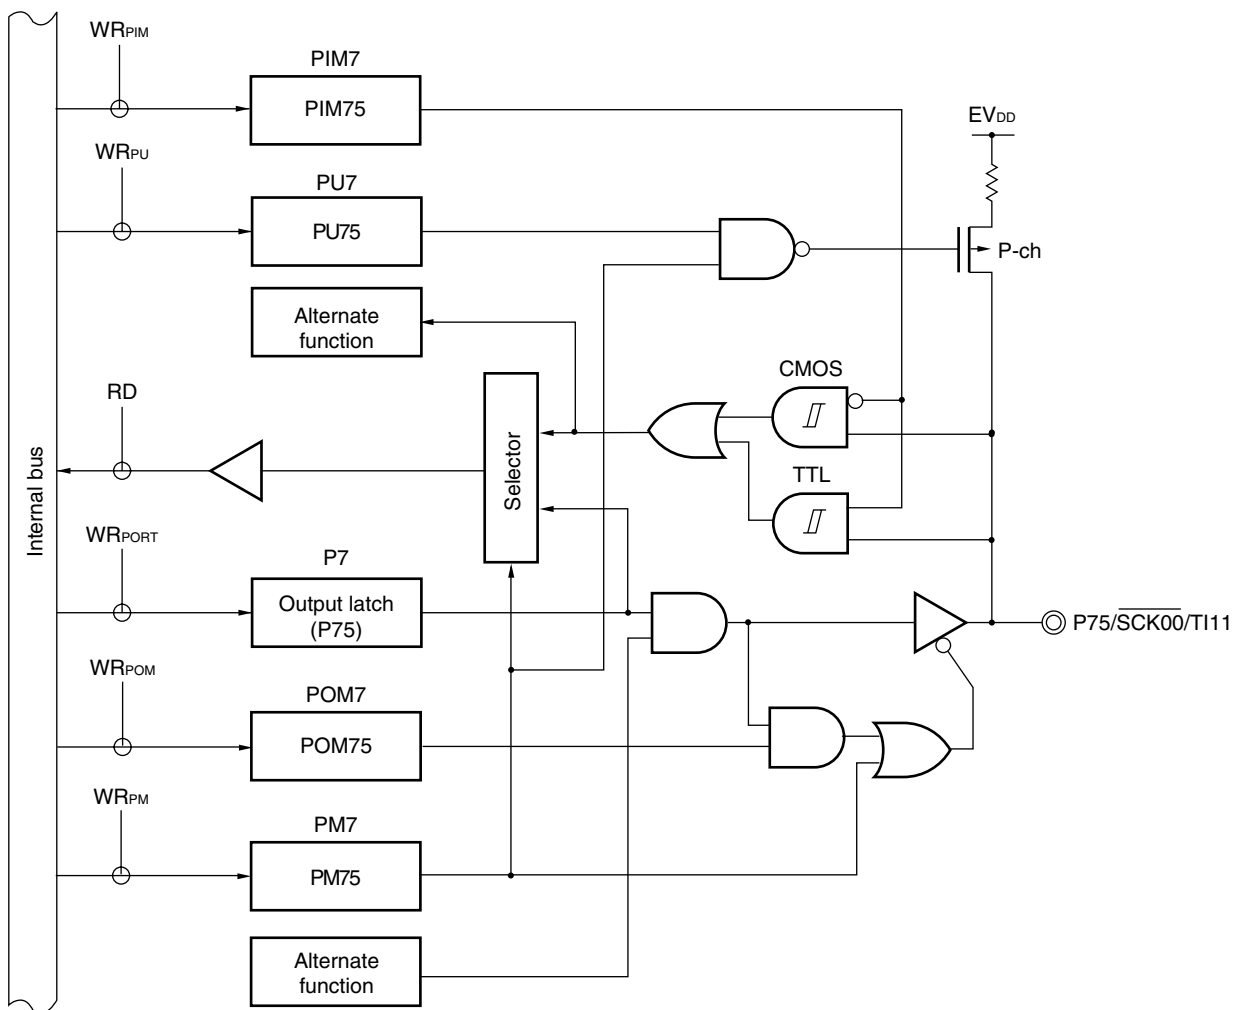 WRPIM
PIM7
PIM75
EVDD
WRPU
PU7
PU75
P-ch
Alternate
function
CMOS
RD
Selector
TTL
Internal bus
WRPORT
P7
Output latch
(P75)
P75/SCK00/TI11
WRPOM
POM7
POM75
WRPM
PM7
PM75
Alternate
function